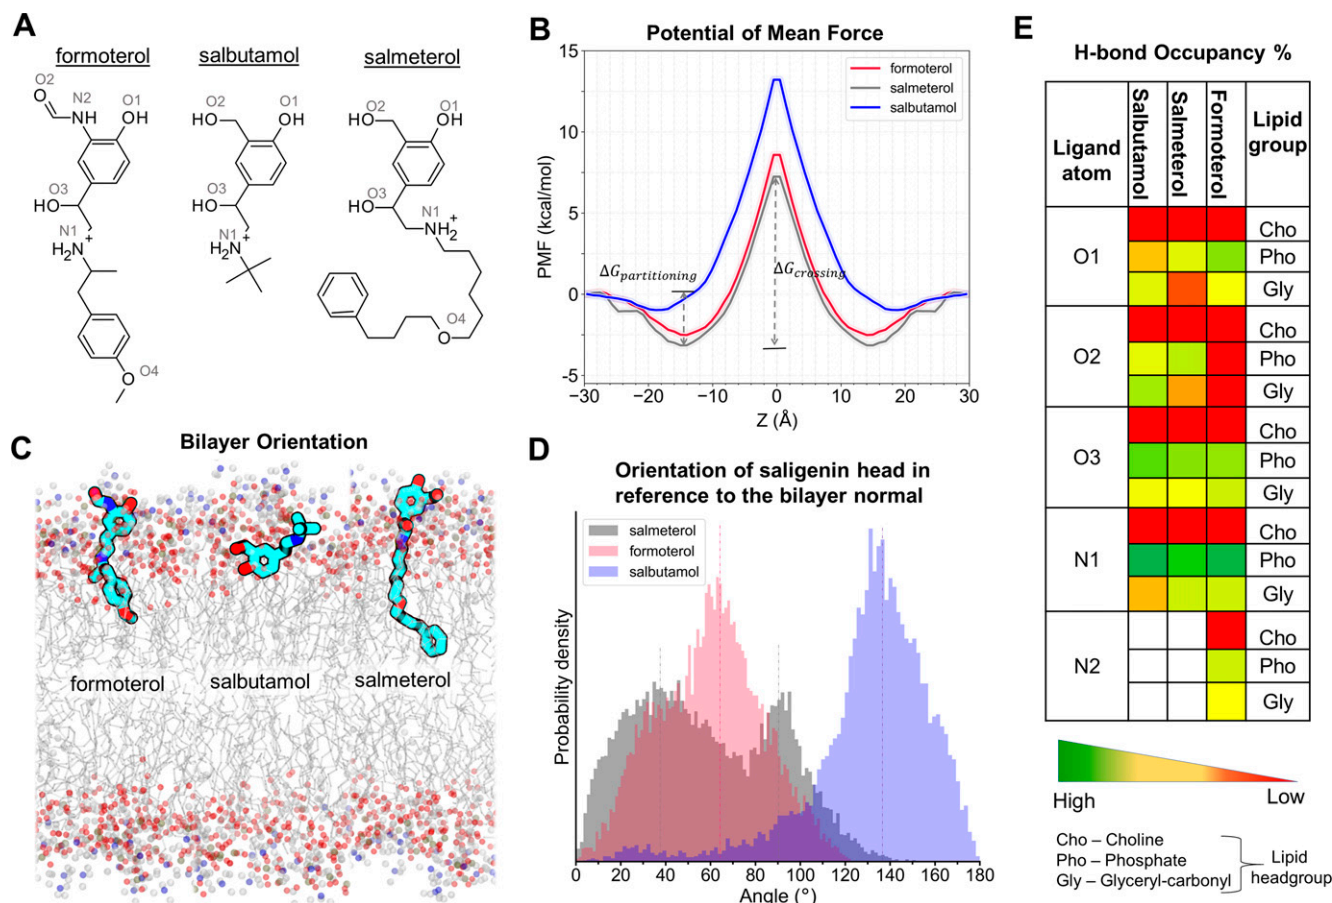 A
formoterol
salbutamol
salmeterol
O2
N2
O1
O
NH
OH
O3
HO
N1
H2N
+
O4
O
HO
O2
O1
OH
O3
HO
N1
H2N
+
O2
O1
HO
OH
O3
HO
N1
NH2
+
O4
O
B
Potential of Mean Force
formoterol
salmeterol
salbutamol
PMF (kcal/mol)
15
10
5
0
-5
ΔGpartitioning
ΔGcrossing
−30
−20
−10
0
10
20
30
Z (Å)
C
Bilayer Orientation
formoterol
salbutamol
salmeterol
D
Orientation of saligenin head in
reference to the bilayer normal
salmeterol
formoterol
salbutamol
Probability density
0 20 40 60 80 100 120 140 160 180
Angle (°)
E
H-bond Occupancy %
Ligand
atom
Salbutamol
Salmeterol
Formoterol
Lipid
group
O1
Cho
Pho
Gly
O2
Cho
Pho
Gly
O3
Cho
Pho
Gly
N1
Cho
Pho
Gly
N2
Cho
Pho
Gly
High
Low
Cho – Choline
Pho – Phosphate
Gly – Glyceryl-carbonyl
Lipid
headgroup